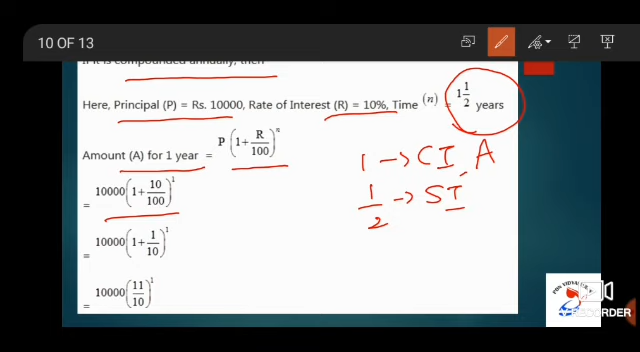 10 OF 13
If it is compounded annually, then
Here, Principal (P) = Rs. 10000, Rate of Interest (R) = 10%, Time (n) = 1 1/2 years
Amount (A) for 1 year = P(1+R/100)^n
= 10000(1+10/100)^1
= 10000(1+1/10)^1
= 10000(11/10)^1
1 → CI, A
1/2 → SI